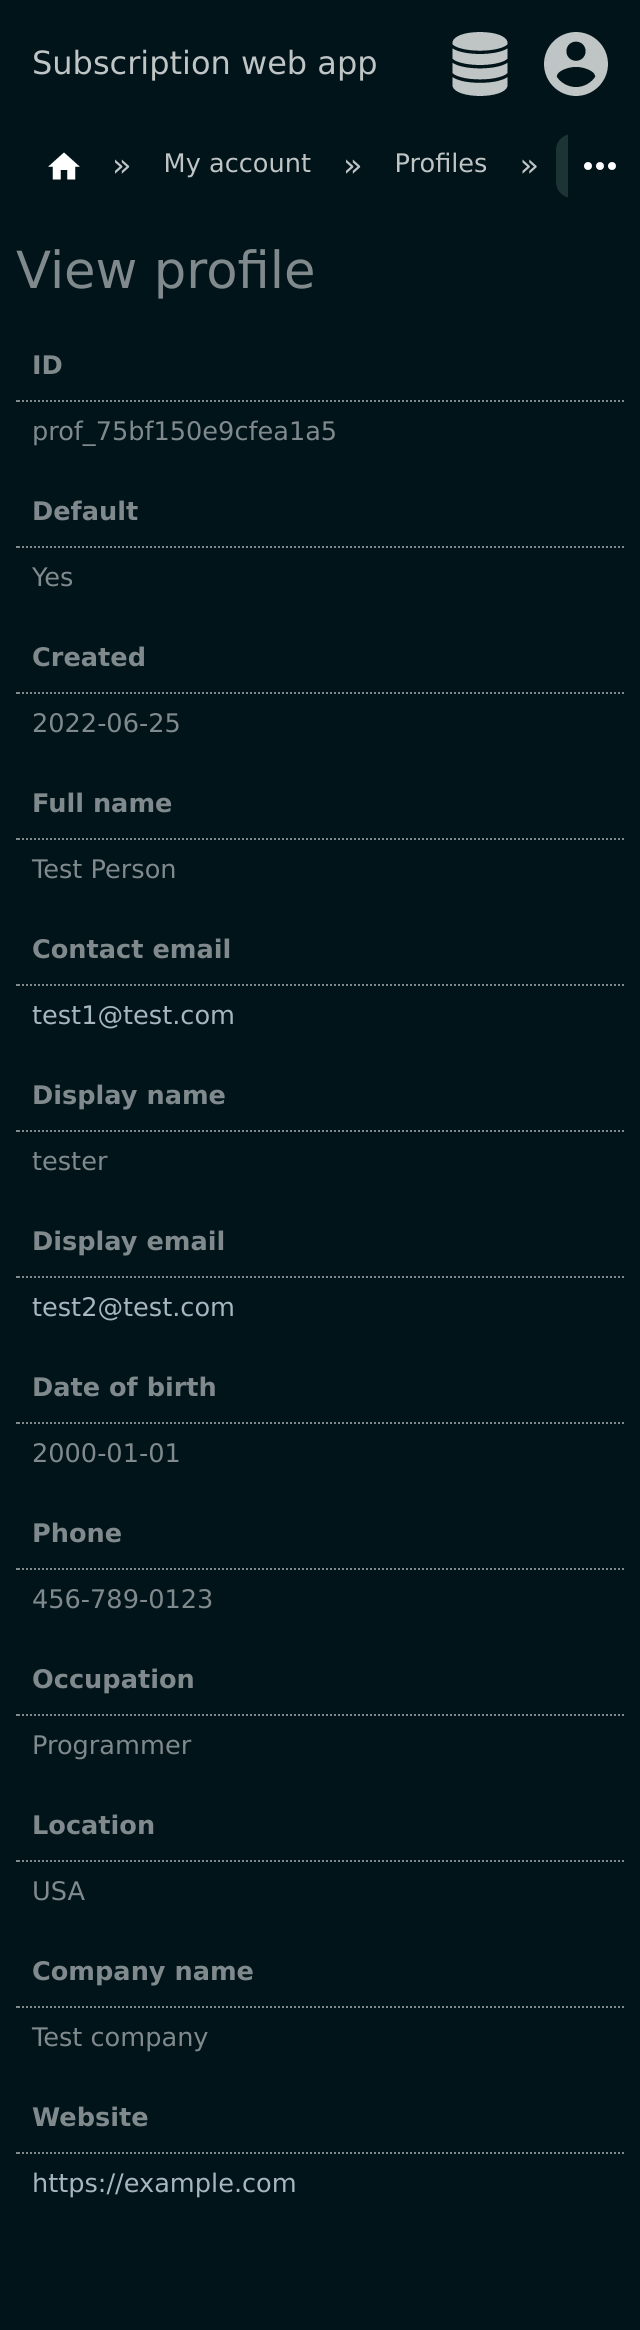 Subscription web app
» My account » Profiles »
View profile
ID
prof_75bf150e9cfea1a5
Default
Yes
Created
2022-06-25
Full name
Test Person
Contact email
test1@test.com
Display name
tester
Display email
test2@test.com
Date of birth
2000-01-01
Phone
456-789-0123
Occupation
Programmer
Location
USA
Company name
Test company
Website
https://example.com